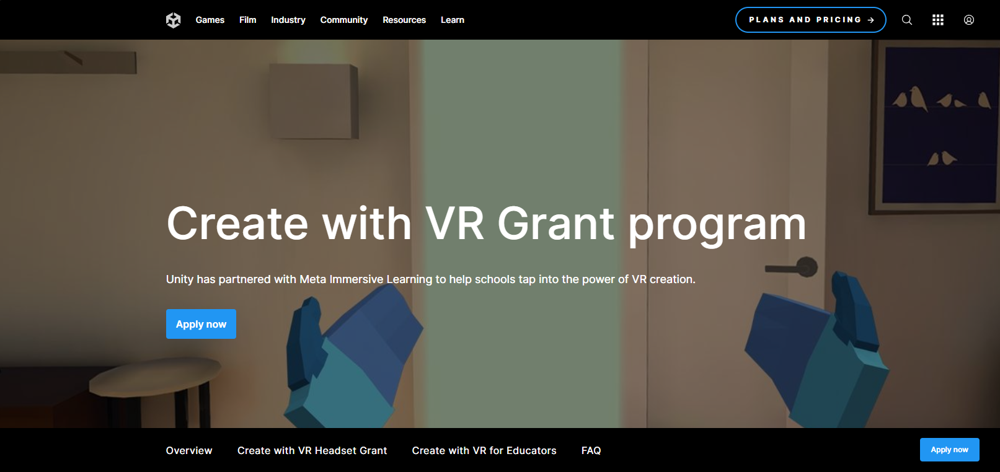 Games Film Industry Community Resources Learn PLANS AND PRICING →
Create with VR Grant program
Unity has partnered with Meta Immersive Learning to help schools tap into the power of VR creation.
Apply now
Overview Create with VR Headset Grant Create with VR for Educators FAQ Apply now